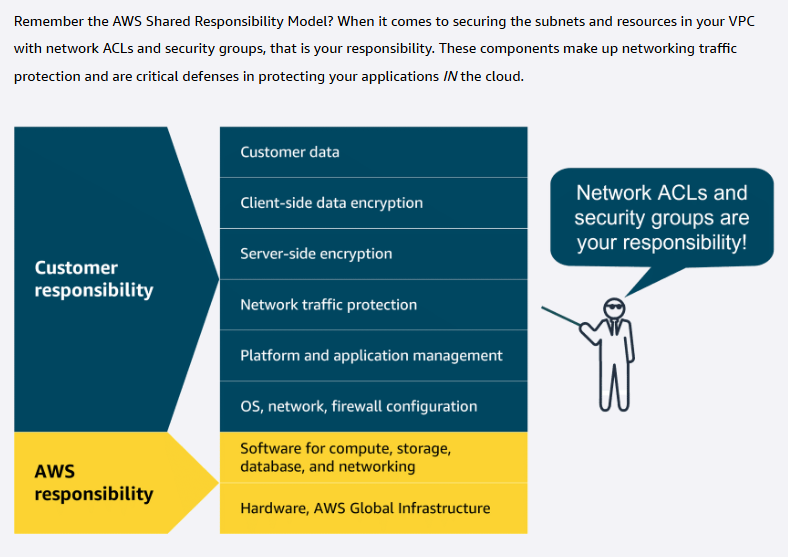 Remember the AWS Shared Responsibility Model? When it comes to securing the subnets and resources in your VPC
with network ACLs and security groups, that is your responsibility. These components make up networking traffic
protection and are critical defenses in protecting your applications IN the cloud.
Customer
responsibility
Customer data
Client-side data encryption
Server-side encryption
Network traffic protection
Platform and application management
OS, network, firewall configuration
AWS
responsibility
Software for compute, storage,
database, and networking
Hardware, AWS Global Infrastructure
Network ACLs and
security groups are
your responsibility!